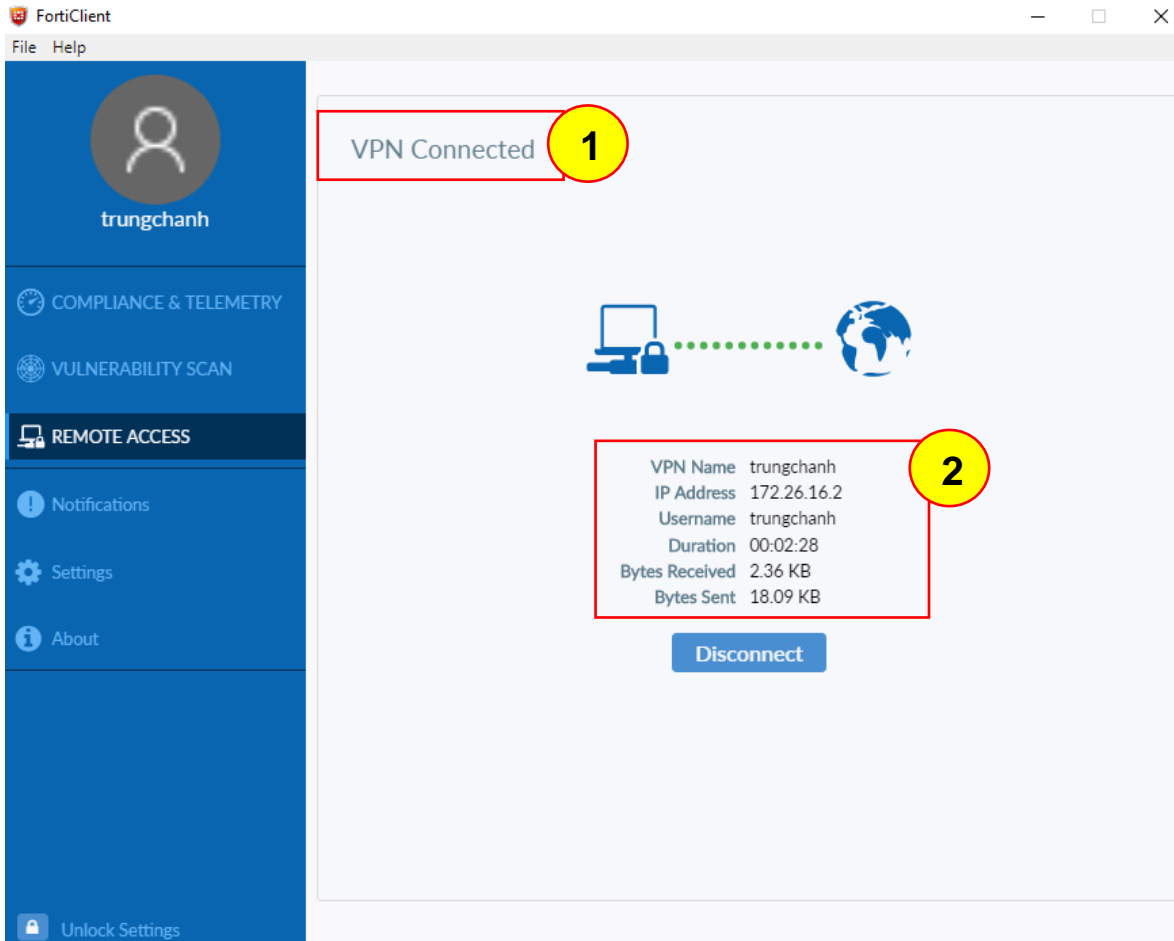 FortiClient
File Help
trungchanh
COMPLIANCE & TELEMETRY
VULNERABILITY SCAN
REMOTE ACCESS
Notifications
Settings
About
Unlock Settings
VPN Connected
1
2
VPN Name trungchanh
IP Address 172.26.16.2
Username trungchanh
Duration 00:02:28
Bytes Received 2.36 KB
Bytes Sent 18.09 KB
Disconnect